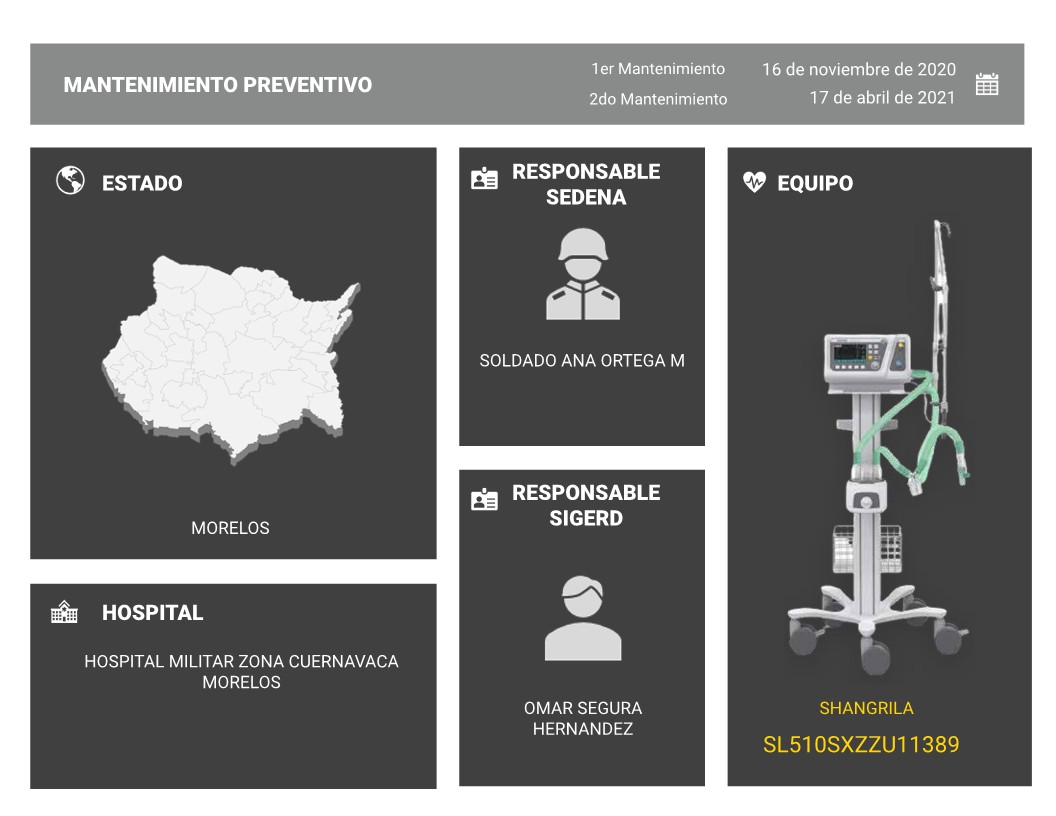 MANTENIMIENTO PREVENTIVO
1er Mantenimiento
16 de noviembre de 2020
2do Mantenimiento
17 de abril de 2021
ESTADO
MORELOS
HOSPITAL
HOSPITAL MILITAR ZONA CUERNAVACA
MORELOS
RESPONSABLE
SEDENA
SOLDADO ANA ORTEGA M
RESPONSABLE
SIGERD
OMAR SEGURA
HERNANDEZ
EQUIPO
SHANGRILA
SL510SXZZU11389